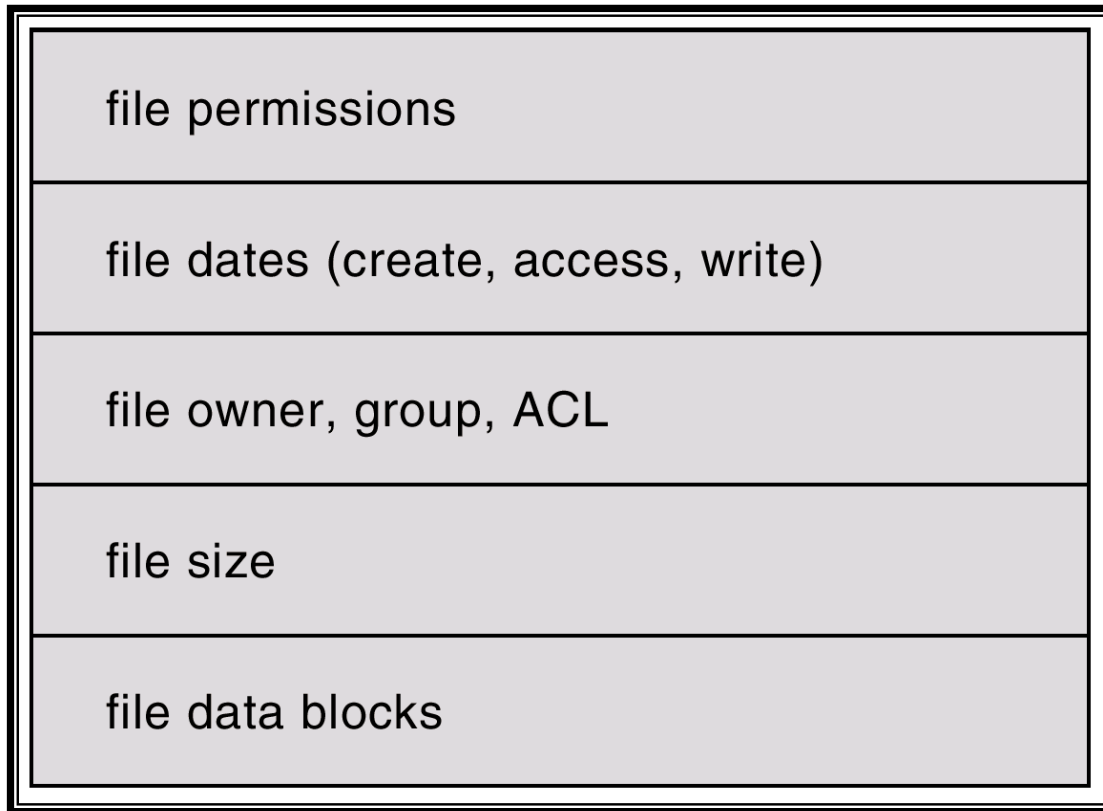 file permissions
file dates (create, access, write)
file owner, group, ACL
file size
file data blocks